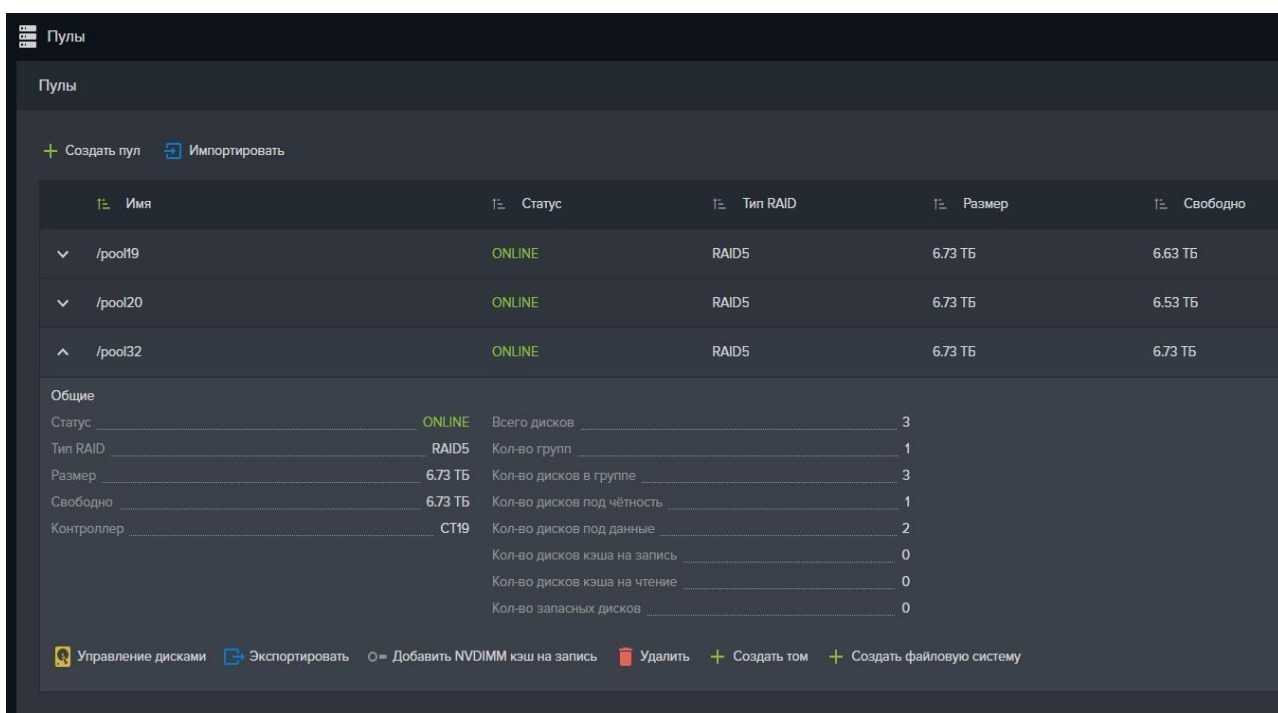 Пулы
Пулы
Создать пул Импортировать
Имя Статус Тип RAID Размер Свободно
/pool19 ONLINE RAID5 6.73 ТБ 6.63 ТБ
/pool20 ONLINE RAID5 6.73 ТБ 6.53 ТБ
/pool32 ONLINE RAID5 6.73 ТБ 6.73 ТБ
Общие
Статус ONLINE Всего дисков 3
Тип RAID RAID5 Кол-во групп 1
Размер 6.73 ТБ Кол-во дисков в группе 3
Свободно 6.73 ТБ Кол-во дисков под чётность 1
Контроллер CT19 Кол-во дисков под данные 2
Кол-во дисков кэша на запись 0
Кол-во дисков кэша на чтение 0
Кол-во запасных дисков 0
Управление дисками Экспортировать Добавить NVDIMM кэш на запись Удалить Создать том Создать файловую систему